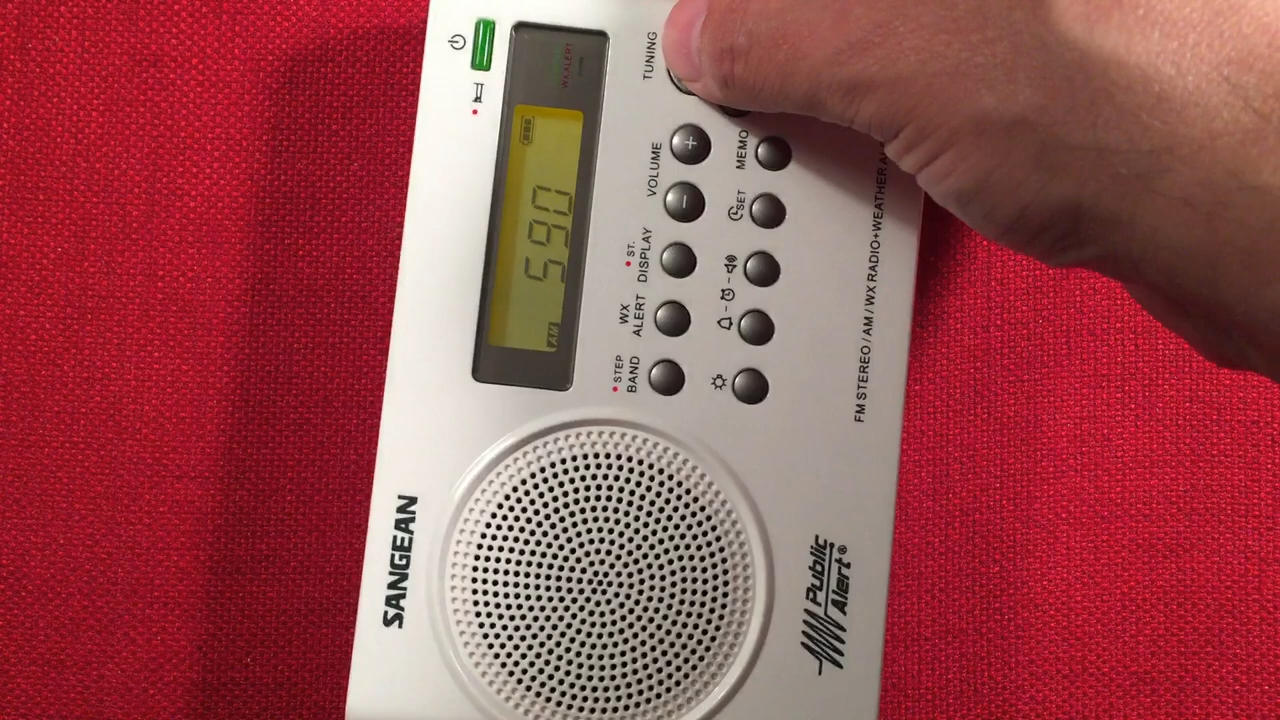 WX ALERT
AM 590
TUNING
VOLUME
+
-
ST.
DISPLAY
WX
ALERT
STEP
BAND
MEMO
SET
SANGEAN
FM STEREO / AM / WX RADIO+WEATHER A
Public
Alert®